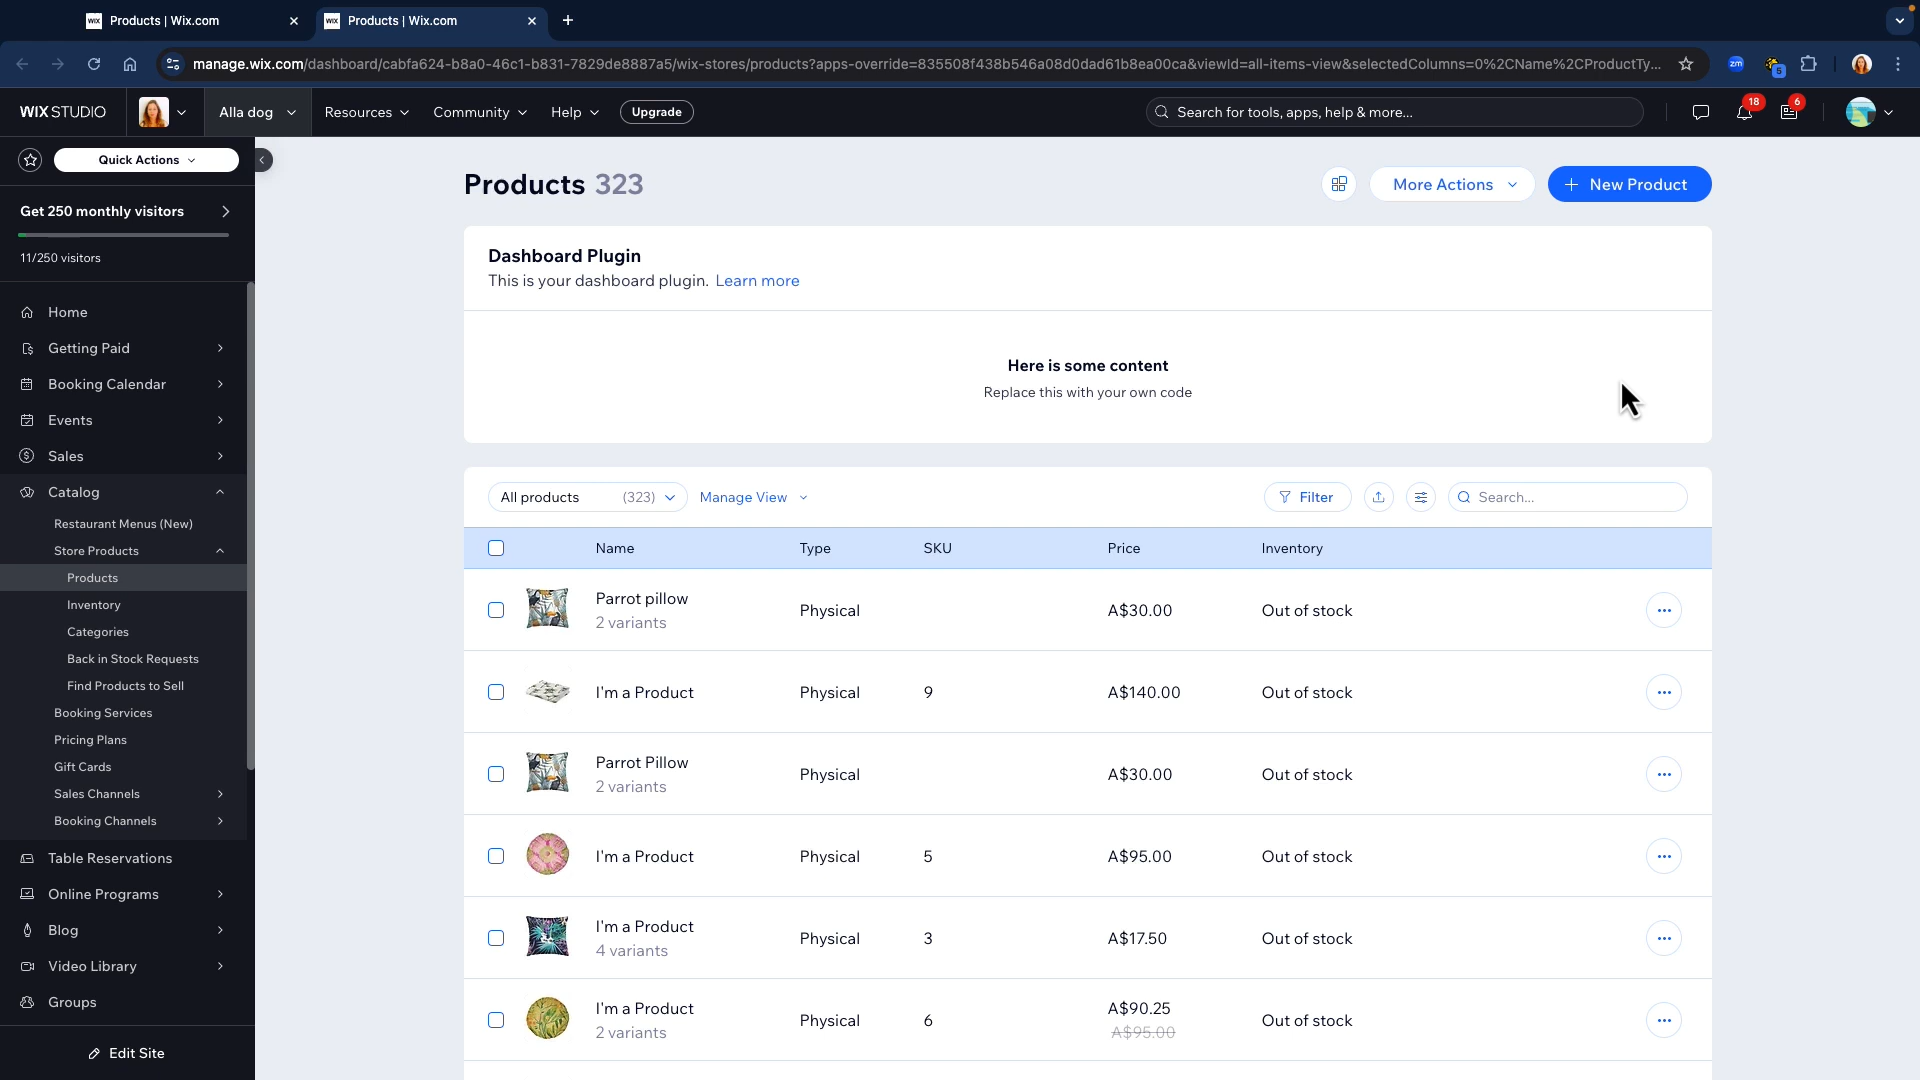 Products | Wix.com
Products | Wix.com
manage.wix.com/dashboard/cabfa624-b8a0-46c1-b831-7829de8887a5/wix-stores/products?apps-override=835508f438b546a08d0dad61b8ea00ca&viewId=all-items-view&selectedColumns=0%2CName%2CProductTy...
zm
5
WIX STUDIO
Alla dog
Resources
Community
Help
Upgrade
Search for tools, apps, help & more...
18
6
Quick Actions
Get 250 monthly visitors
11/250 visitors
Home
Getting Paid
Booking Calendar
Events
Sales
Catalog
Restaurant Menus (New)
Store Products
Products
Inventory
Categories
Back in Stock Requests
Find Products to Sell
Booking Services
Pricing Plans
Gift Cards
Sales Channels
Booking Channels
Table Reservations
Online Programs
Blog
Video Library
Groups
Edit Site
Products 323
More Actions
+ New Product
Dashboard Plugin
This is your dashboard plugin. Learn more
Here is some content
Replace this with your own code
All products (323)
Manage View
Filter
Search...
Name Type SKU Price Inventory
Parrot pillow
2 variants
Physical A$30.00 Out of stock
I'm a Product Physical 9 A$140.00 Out of stock
Parrot Pillow
2 variants
Physical A$30.00 Out of stock
I'm a Product Physical 5 A$95.00 Out of stock
I'm a Product
4 variants
Physical 3 A$17.50 Out of stock
I'm a Product
2 variants
Physical 6 A$90.25 Out of stock
A$95.00